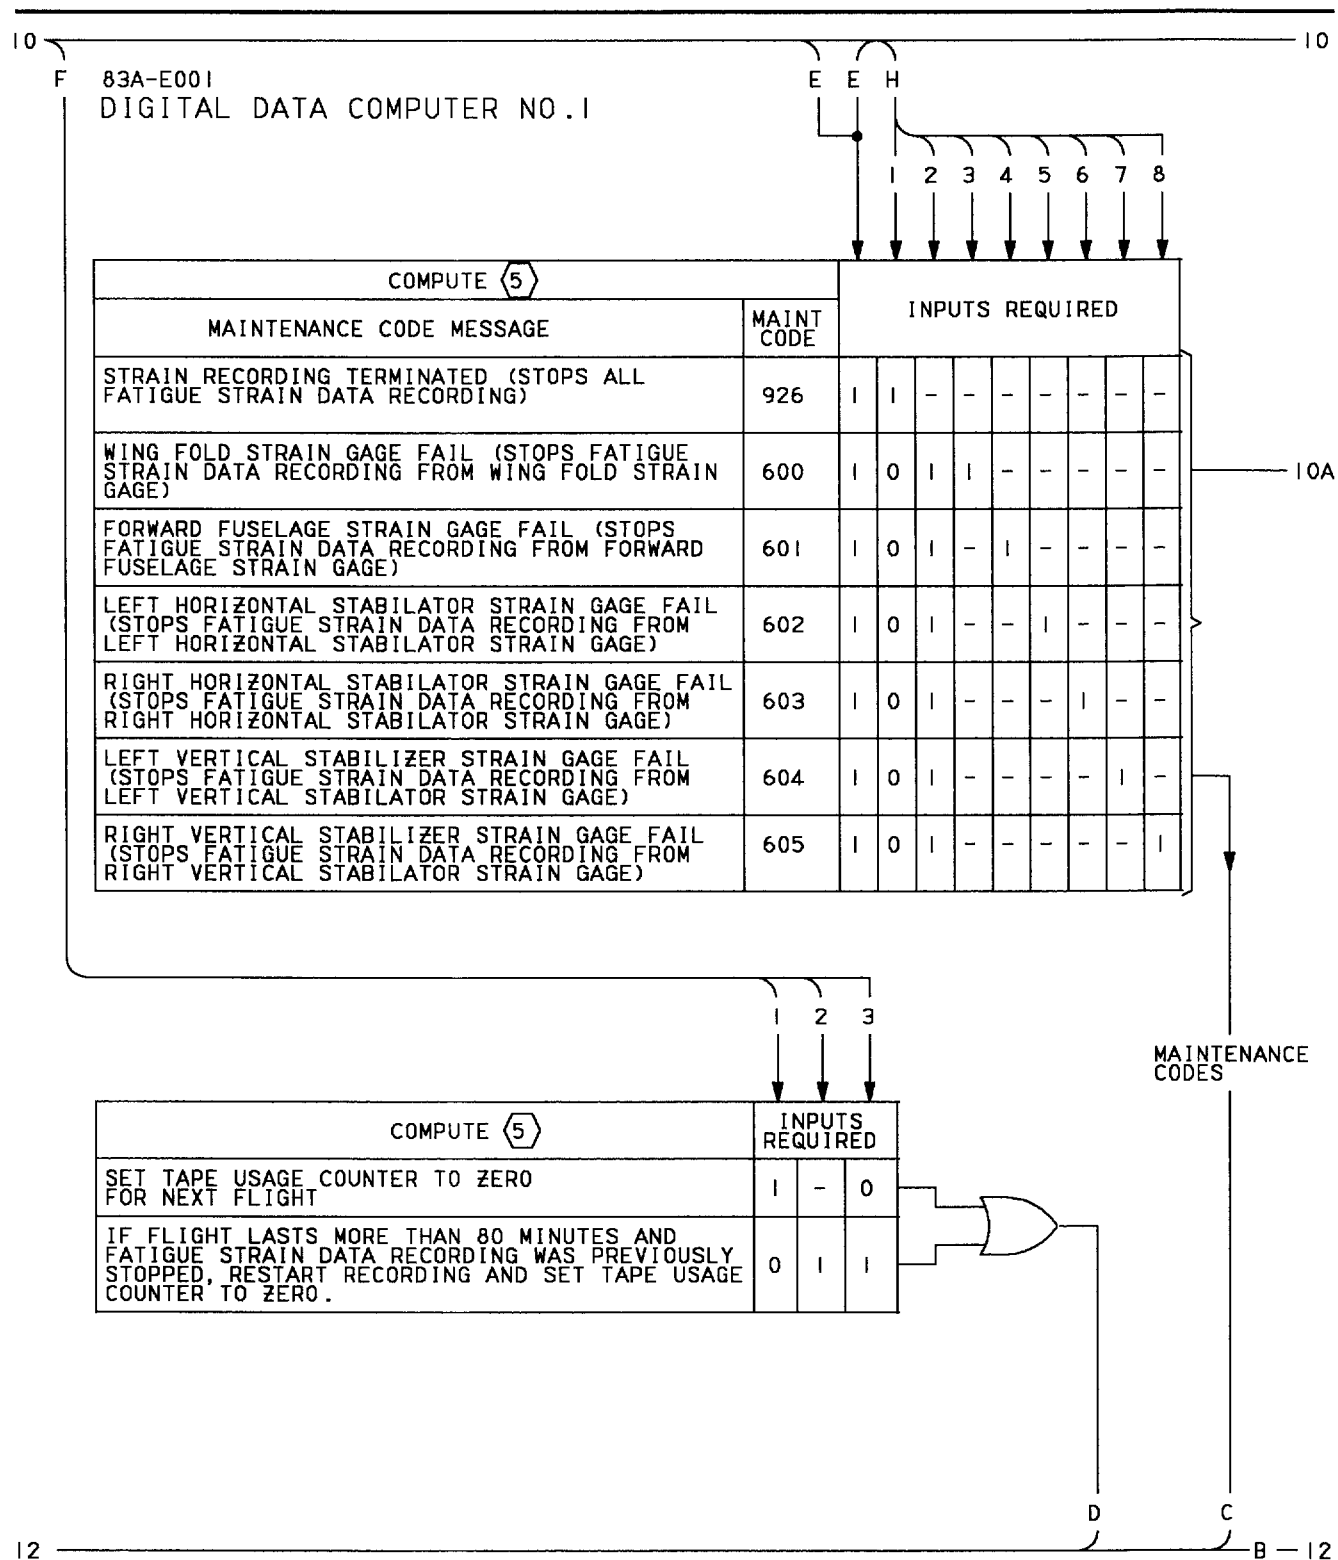 10 10
F E E H
83A-E001
DIGITAL DATA COMPUTER NO.1
1 2 3 4 5 6 7 8
COMPUTE 5
INPUTS REQUIRED
MAINTENANCE CODE MESSAGE
MAINT
CODE
STRAIN RECORDING TERMINATED (STOPS ALL
FATIGUE STRAIN DATA RECORDING)
926 1 1 - - - - - - -
WING FOLD STRAIN GAGE FAIL (STOPS FATIGUE
STRAIN DATA RECORDING FROM WING FOLD STRAIN
GAGE)
600 1 0 1 1 - - - - -
10A
FORWARD FUSELAGE STRAIN GAGE FAIL (STOPS
FATIGUE STRAIN DATA RECORDING FROM FORWARD
FUSELAGE STRAIN GAGE)
601 1 0 1 - 1 - - - -
LEFT HORIZONTAL STABILATOR STRAIN GAGE FAIL
(STOPS FATIGUE STRAIN DATA RECORDING FROM
LEFT HORIZONTAL STABILATOR STRAIN GAGE)
602 1 0 1 - - 1 - - -
RIGHT HORIZONTAL STABILATOR STRAIN GAGE FAIL
(STOPS FATIGUE STRAIN DATA RECORDING FROM
RIGHT HORIZONTAL STABILATOR STRAIN GAGE)
603 1 0 1 - - - 1 - -
LEFT VERTICAL STABILIZER STRAIN GAGE FAIL
(STOPS FATIGUE STRAIN DATA RECORDING FROM
LEFT VERTICAL STABILATOR STRAIN GAGE)
604 1 0 1 - - - - 1 -
RIGHT VERTICAL STABILIZER STRAIN GAGE FAIL
(STOPS FATIGUE STRAIN DATA RECORDING FROM
RIGHT VERTICAL STABILATOR STRAIN GAGE)
605 1 0 1 - - - - - 1
1 2 3
MAINTENANCE
CODES
COMPUTE 5
INPUTS
REQUIRED
SET TAPE USAGE COUNTER TO ZERO
FOR NEXT FLIGHT
1 - 0
IF FLIGHT LASTS MORE THAN 80 MINUTES AND
FATIGUE STRAIN DATA RECORDING WAS PREVIOUSLY
STOPPED, RESTART RECORDING AND SET TAPE USAGE
COUNTER TO ZERO.
0 1 1
D C
12 B 12